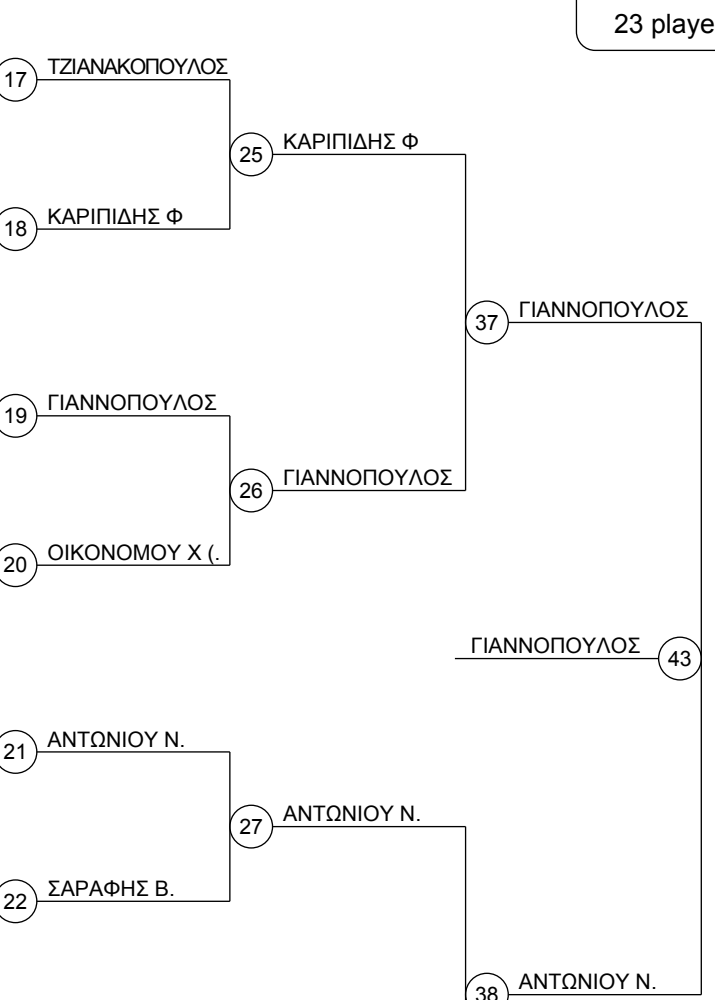 23 playe
17 ΤΖΙΑΝΑΚΟΠΟΥΛΟΣ
25 ΚΑΡΙΠΙΔΗΣ Φ
18 ΚΑΡΙΠΙΔΗΣ Φ
37 ΓΙΑΝΝΟΠΟΥΛΟΣ
19 ΓΙΑΝΝΟΠΟΥΛΟΣ
26 ΓΙΑΝΝΟΠΟΥΛΟΣ
20 ΟΙΚΟΝΟΜΟΥ Χ (.
ΓΙΑΝΝΟΠΟΥΛΟΣ 43
21 ΑΝΤΩΝΙΟΥ Ν.
27 ΑΝΤΩΝΙΟΥ Ν.
22 ΣΑΡΑΦΗΣ Β.
38 ΑΝΤΩΝΙΟΥ Ν.